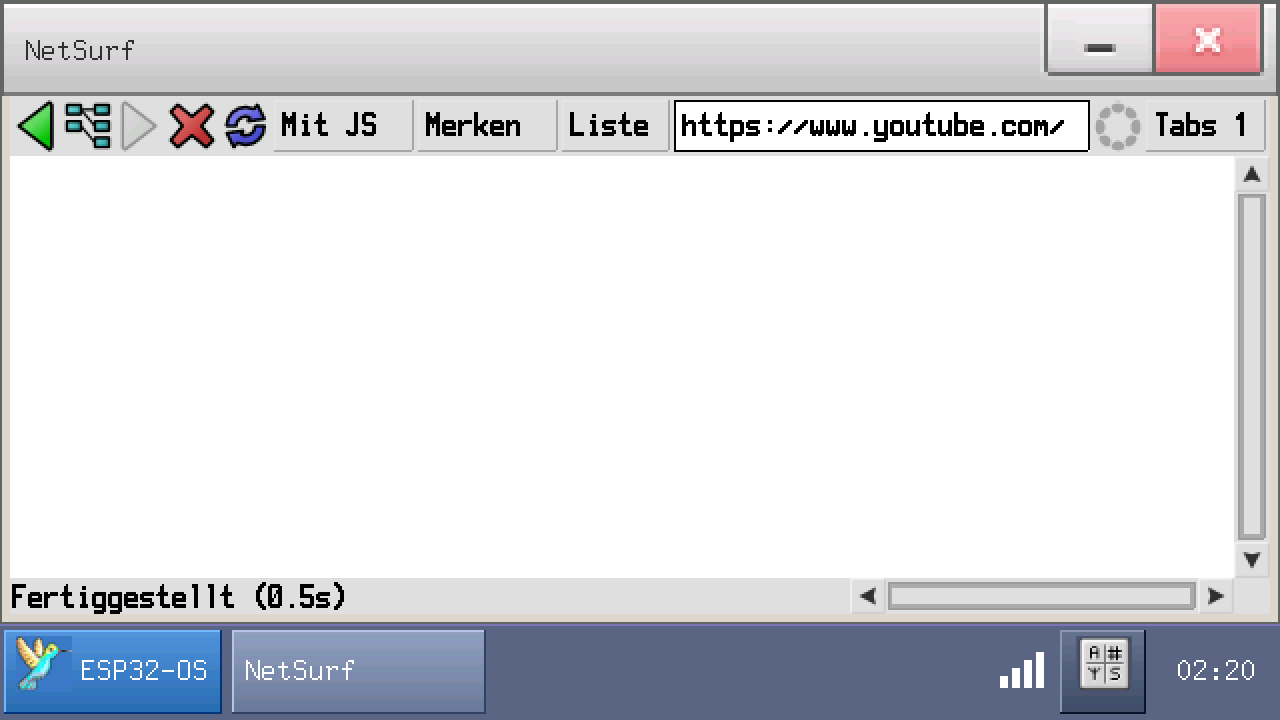 NetSurf
Mit JS Merken Liste https://www.youtube.com/ Tabs 1
Fertiggestellt (0.5s)
ESP32-OS NetSurf A # Y S 02:20